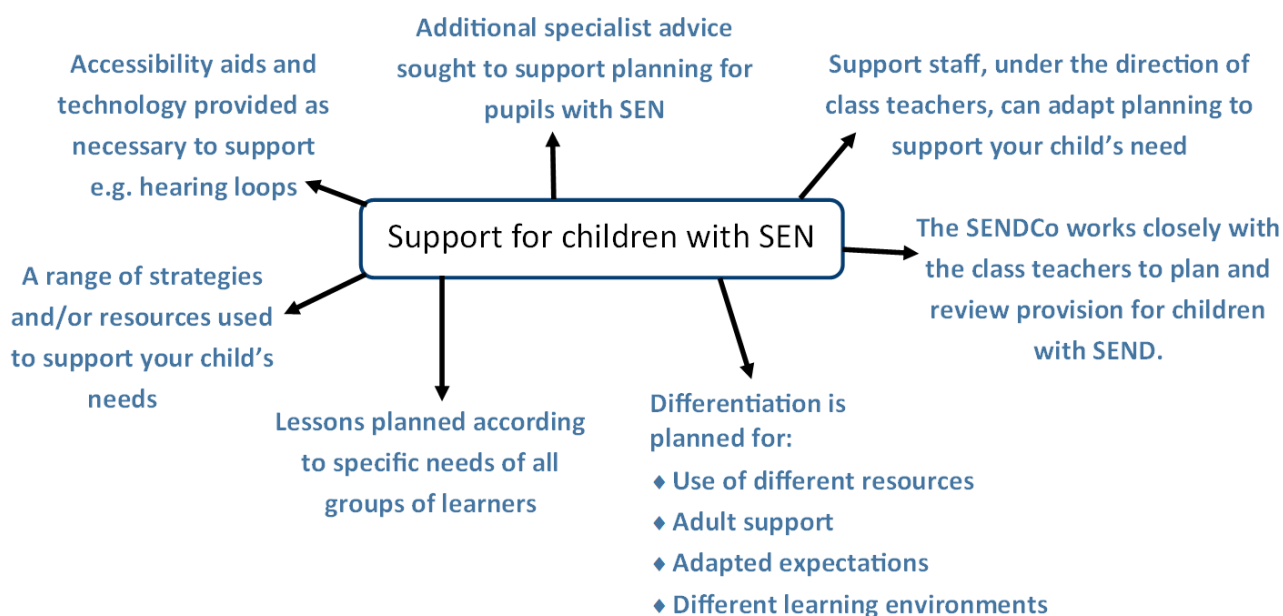 Additional specialist advice
sought to support planning for
pupils with SEN
Accessibility aids and
technology provided as
necessary to support
e.g. hearing loops
Support staff, under the direction of
class teachers, can adapt planning to
support your child’s need
Support for children with SEN
The SENDCo works closely with
the class teachers to plan and
review provision for children
with SEND.
A range of strategies
and/or resources used
to support your child’s
needs
Lessons planned according
to specific needs of all
groups of learners
Differentiation is
planned for:
♦ Use of different resources
♦ Adult support
♦ Adapted expectations
♦ Different learning environments